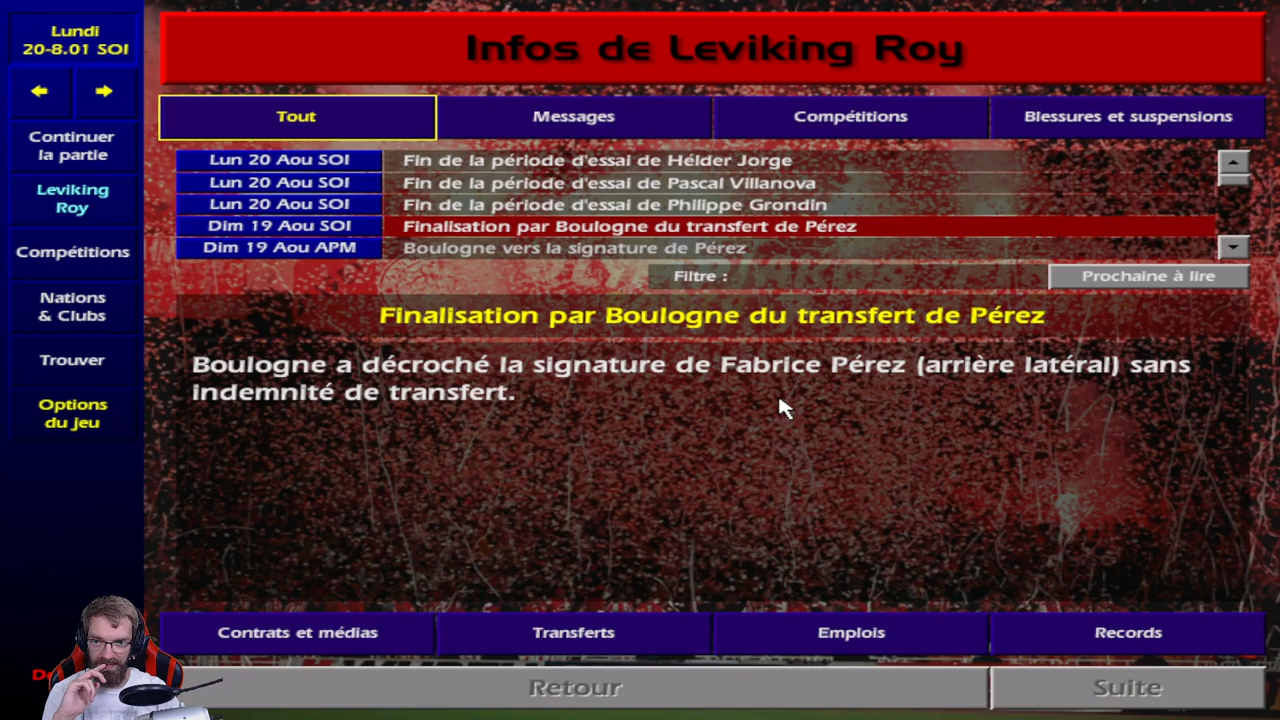 Lundi
20-8.01 SOI
Continuer
la partie
Leviking
Roy
Compétitions
Nations
& Clubs
Trouver
Options
du jeu
Infos de Leviking Roy
Tout
Messages
Compétitions
Blessures et suspensions
Lun 20 Aou SOI Fin de la période d'essai de Hélder Jorge
Lun 20 Aou SOI Fin de la période d'essai de Pascal Villanova
Lun 20 Aou SOI Fin de la période d'essai de Philippe Grondin
Dim 19 Aou SOI Finalisation par Boulogne du transfert de Pérez
Dim 19 Aou APM Boulogne vers la signature de Pérez
Filtre :
Prochaine à lire
Finalisation par Boulogne du transfert de Pérez
Boulogne a décroché la signature de Fabrice Pérez (arrière latéral) sans
indemnité de transfert.
Contrats et médias
Transferts
Emplois
Records
Retour
Suite